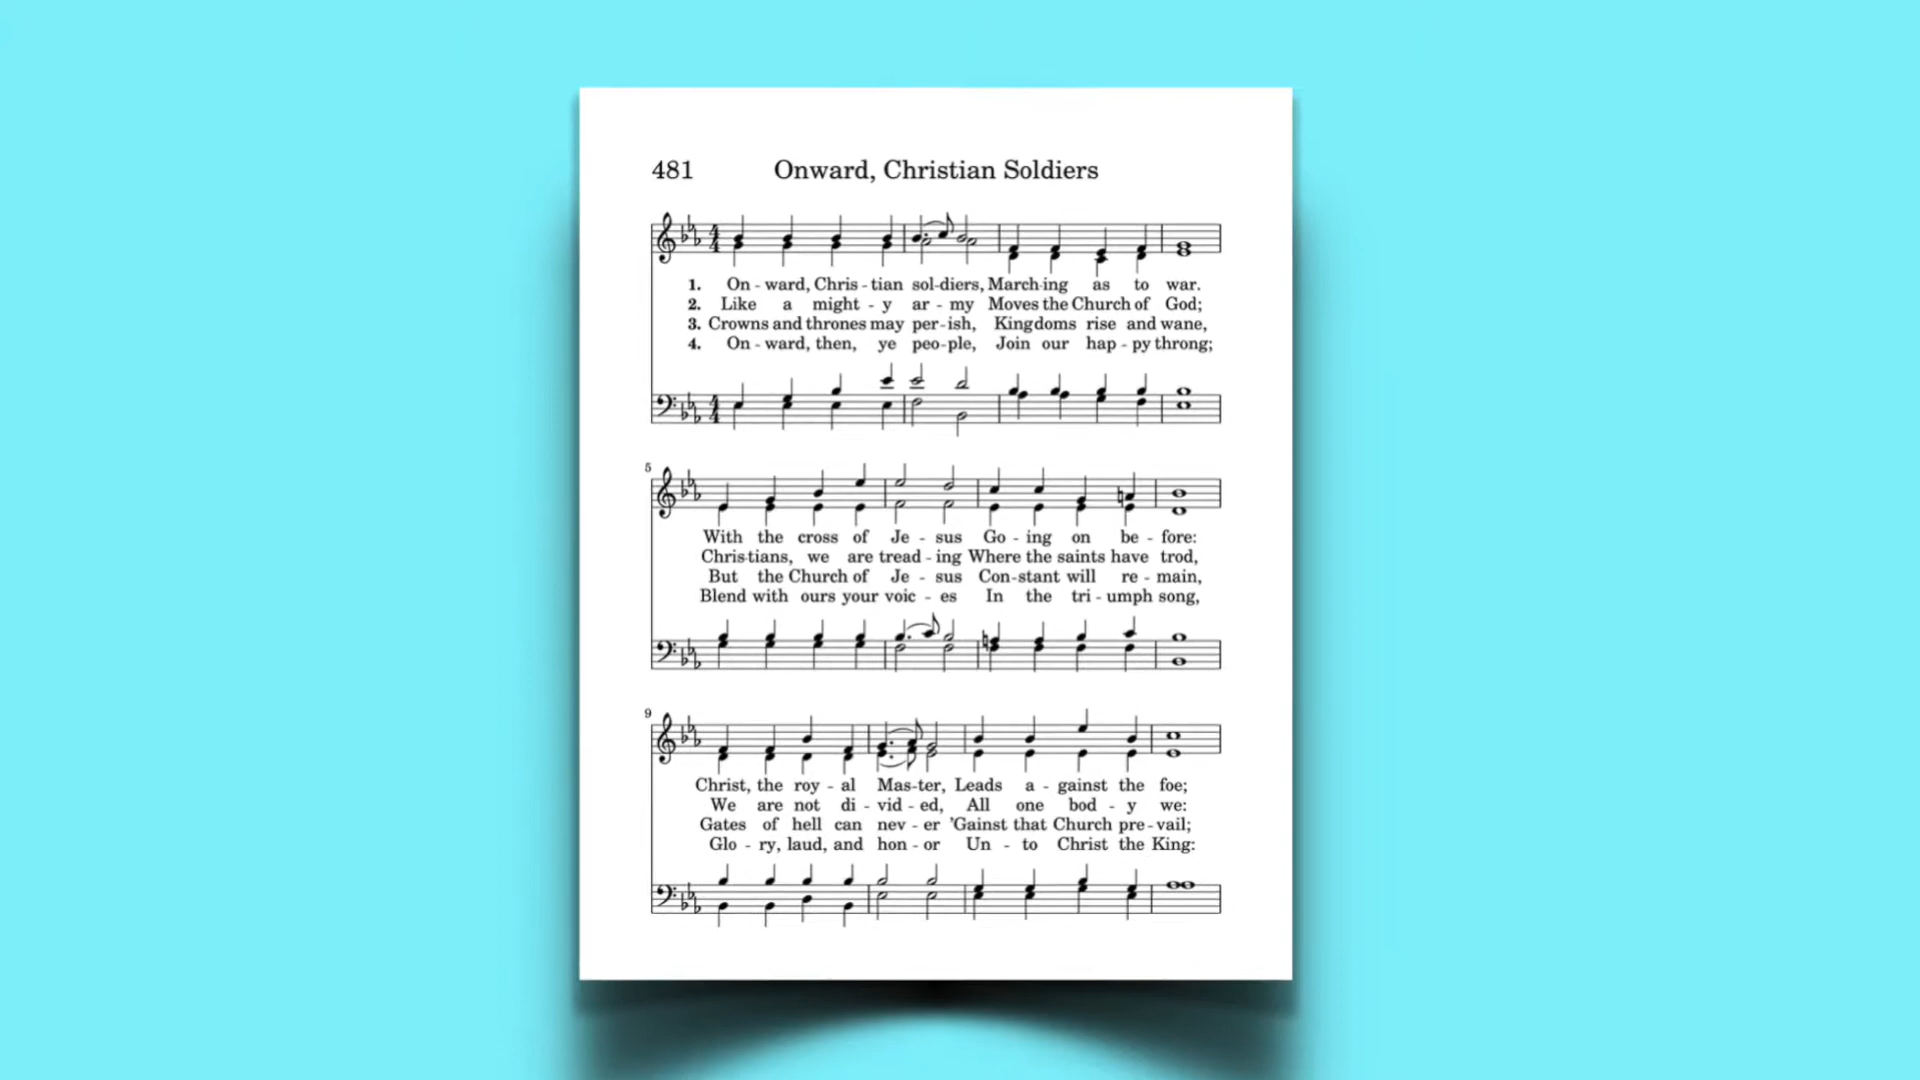 481 Onward, Christian Soldiers
1. On - ward, Chris - tian sol - diers, March - ing as to war.
2. Like a might - y ar - my Moves the Church of God;
3. Crowns and thrones may per - ish, Kingdoms rise and wane,
4. On - ward, then, ye peo - ple, Join our hap - py throng;
5
With the cross of Je - sus Go - ing on be - fore:
Chris - tians, we are tread - ing Where the saints have trod,
But the Church of Je - sus Con - stant will re - main,
Blend with ours your voic - es In the tri - umph song,
9
Christ, the roy - al Mas - ter, Leads a - gainst the foe;
We are not di - vid - ed, All one bod - y we:
Gates of hell can nev - er 'Gainst that Church pre - vail;
Glo - ry, laud, and hon - or Un - to Christ the King: